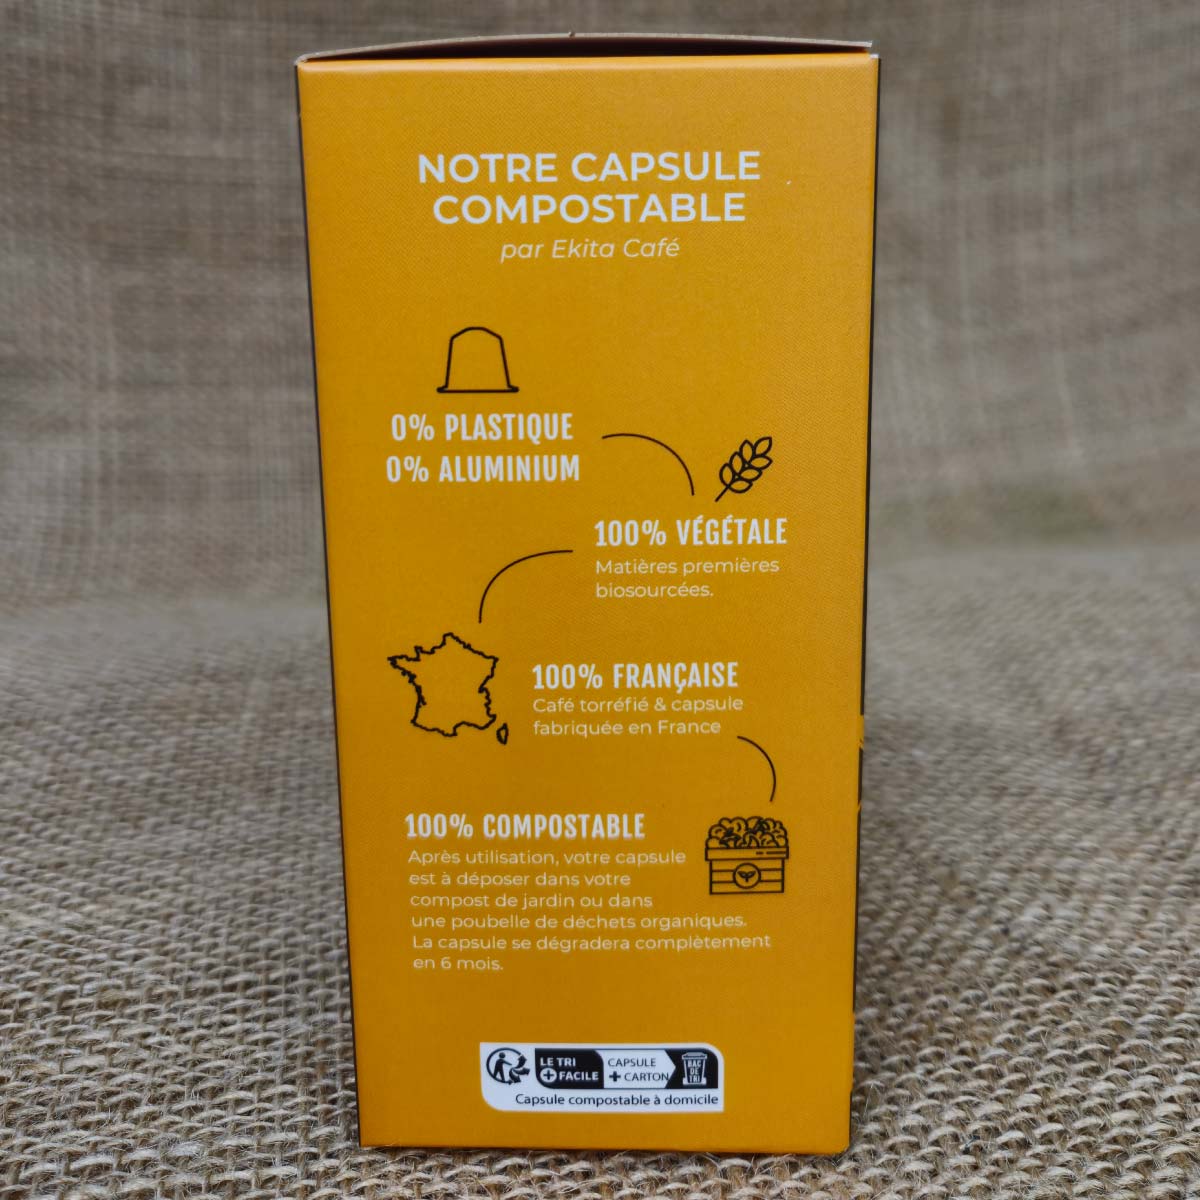 NOTRE CAPSULE
COMPOSTABLE
par Ekita Café
0% PLASTIQUE
0% ALUMINIUM
100% VÉGÉTALE
Matières premières
biosourcées.
100% FRANÇAISE
Café torréfié & capsule
fabriquée en France
100% COMPOSTABLE
Après utilisation, votre capsule
est à déposer dans votre
compost de jardin ou dans
une poubelle de déchets organiques.
La capsule se dégradera complètement
en 6 mois.
LE TRI
+ FACILE
CAPSULE
+ CARTON
BAC
DE
TRI
Capsule compostable à domicile